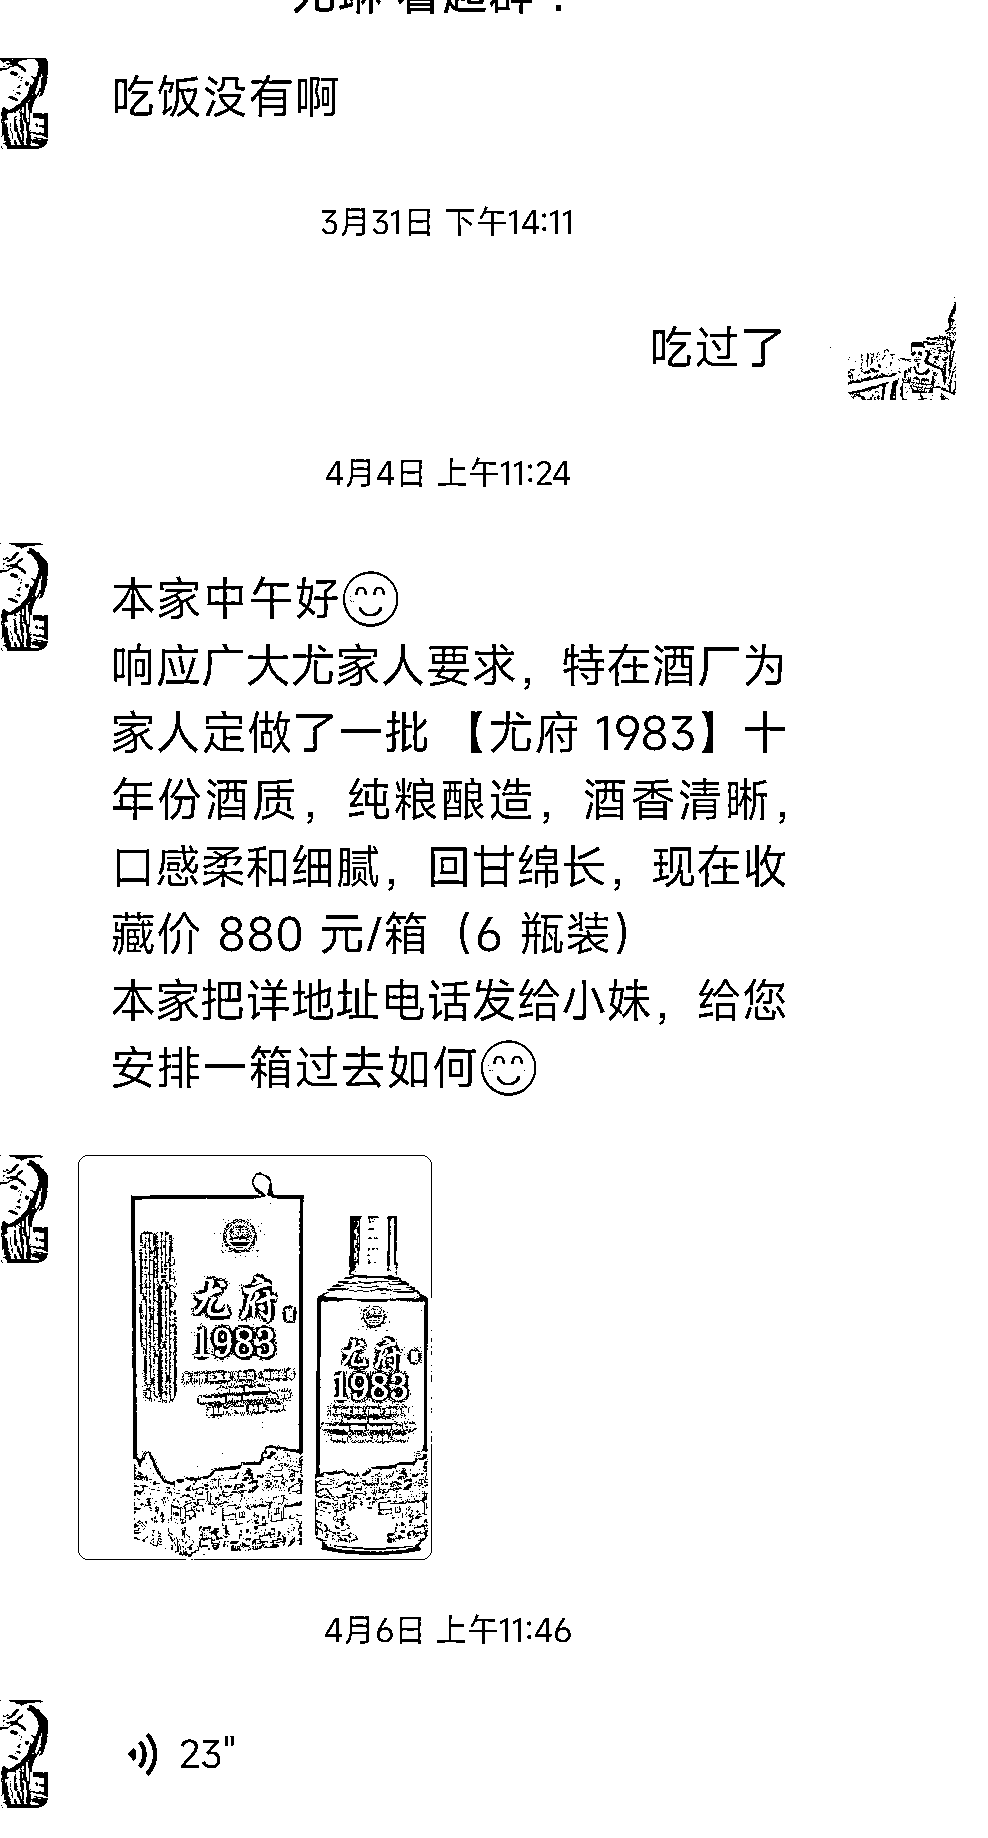 吃饭没有啊
3月31日 下午14:11
吃过了
4月4日 上午11:24
本家中午好
响应广大尤家人要求，特在酒厂为
家人定做了一批 【尤府 1983】十
年份酒质，纯粮酿造，酒香清晰，
口感柔和细腻，回甘绵长，现在收
藏价 880 元/箱（6 瓶装）
本家把详地址电话发给小妹，给您
安排一箱过去如何
尤府
1983
尤府
1983
4月6日 上午11:46
23"